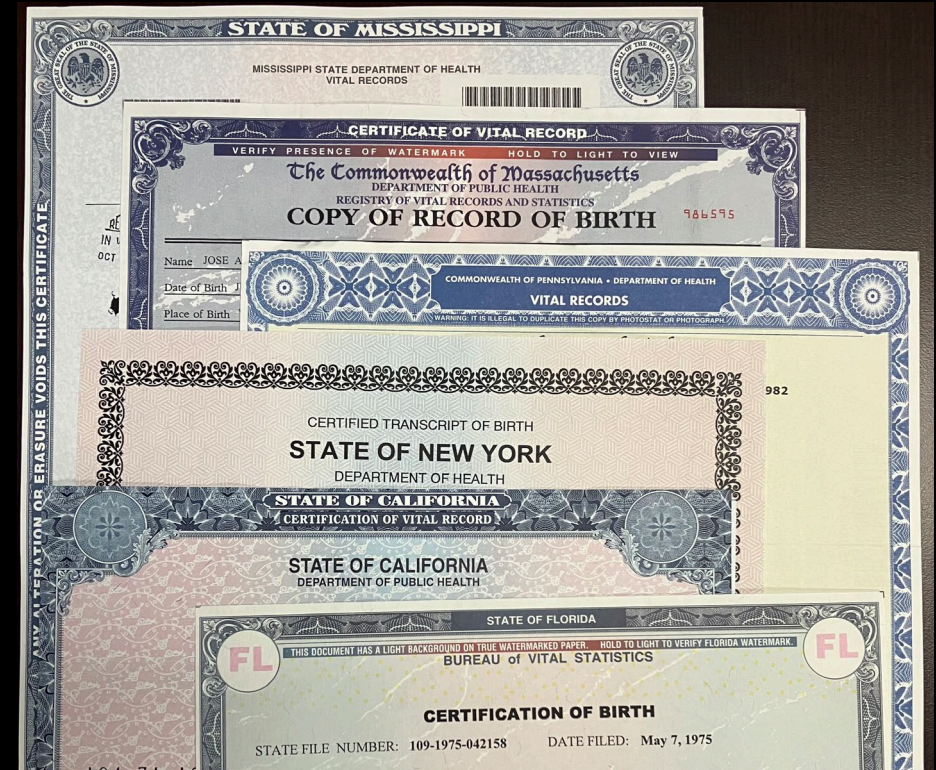 STATE OF MISSISSIPPI
THE GREAT SEAL OF THE STATE OF MISSISSIPPI
THE GREAT SEAL OF THE STATE OF MISSISSIPPI
MISSISSIPPI STATE DEPARTMENT OF HEALTH
VITAL RECORDS
ANY ALTERATION OR ERASURE VOIDS THIS CERTIFICATE
RE
IN
OCT
CERTIFICATE OF VITAL RECORD
VERIFY PRESENCE OF WATERMARK HOLD TO LIGHT TO VIEW
The Commonwealth of Massachusetts
DEPARTMENT OF PUBLIC HEALTH
REGISTRY OF VITAL RECORDS AND STATISTICS
COPY OF RECORD OF BIRTH 986595
Name JOSE A
Date of Birth J
Place of Birth
COMMONWEALTH OF PENNSYLVANIA • DEPARTMENT OF HEALTH
VITAL RECORDS
WARNING: IT IS ILLEGAL TO DUPLICATE THIS COPY BY PHOTOSTAT OR PHOTOGRAPH.
982
CERTIFIED TRANSCRIPT OF BIRTH
STATE OF NEW YORK
DEPARTMENT OF HEALTH
STATE OF CALIFORNIA
CERTIFICATION OF VITAL RECORD
STATE OF CALIFORNIA
DEPARTMENT OF PUBLIC HEALTH
STATE OF FLORIDA
THIS DOCUMENT HAS A LIGHT BACKGROUND ON TRUE WATERMARKED PAPER. HOLD TO LIGHT TO VERIFY FLORIDA WATERMARK.
FL BUREAU of VITAL STATISTICS FL
CERTIFICATION OF BIRTH
STATE FILE NUMBER: 109-1975-042158 DATE FILED: May 7, 1975